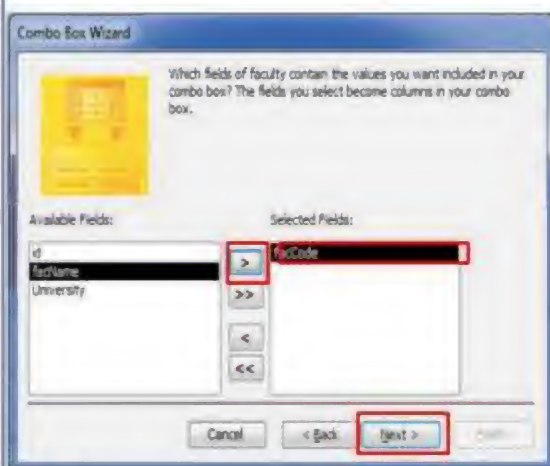 Combo Box Wizard
Which fields of faculty contain the values you want included in your
combo box? The fields you select become columns in your combo
box.
Available Fields:
Selected Fields:
id
facName
University
facCode
>
>>
<
<<
Cancel
< Back
Next >